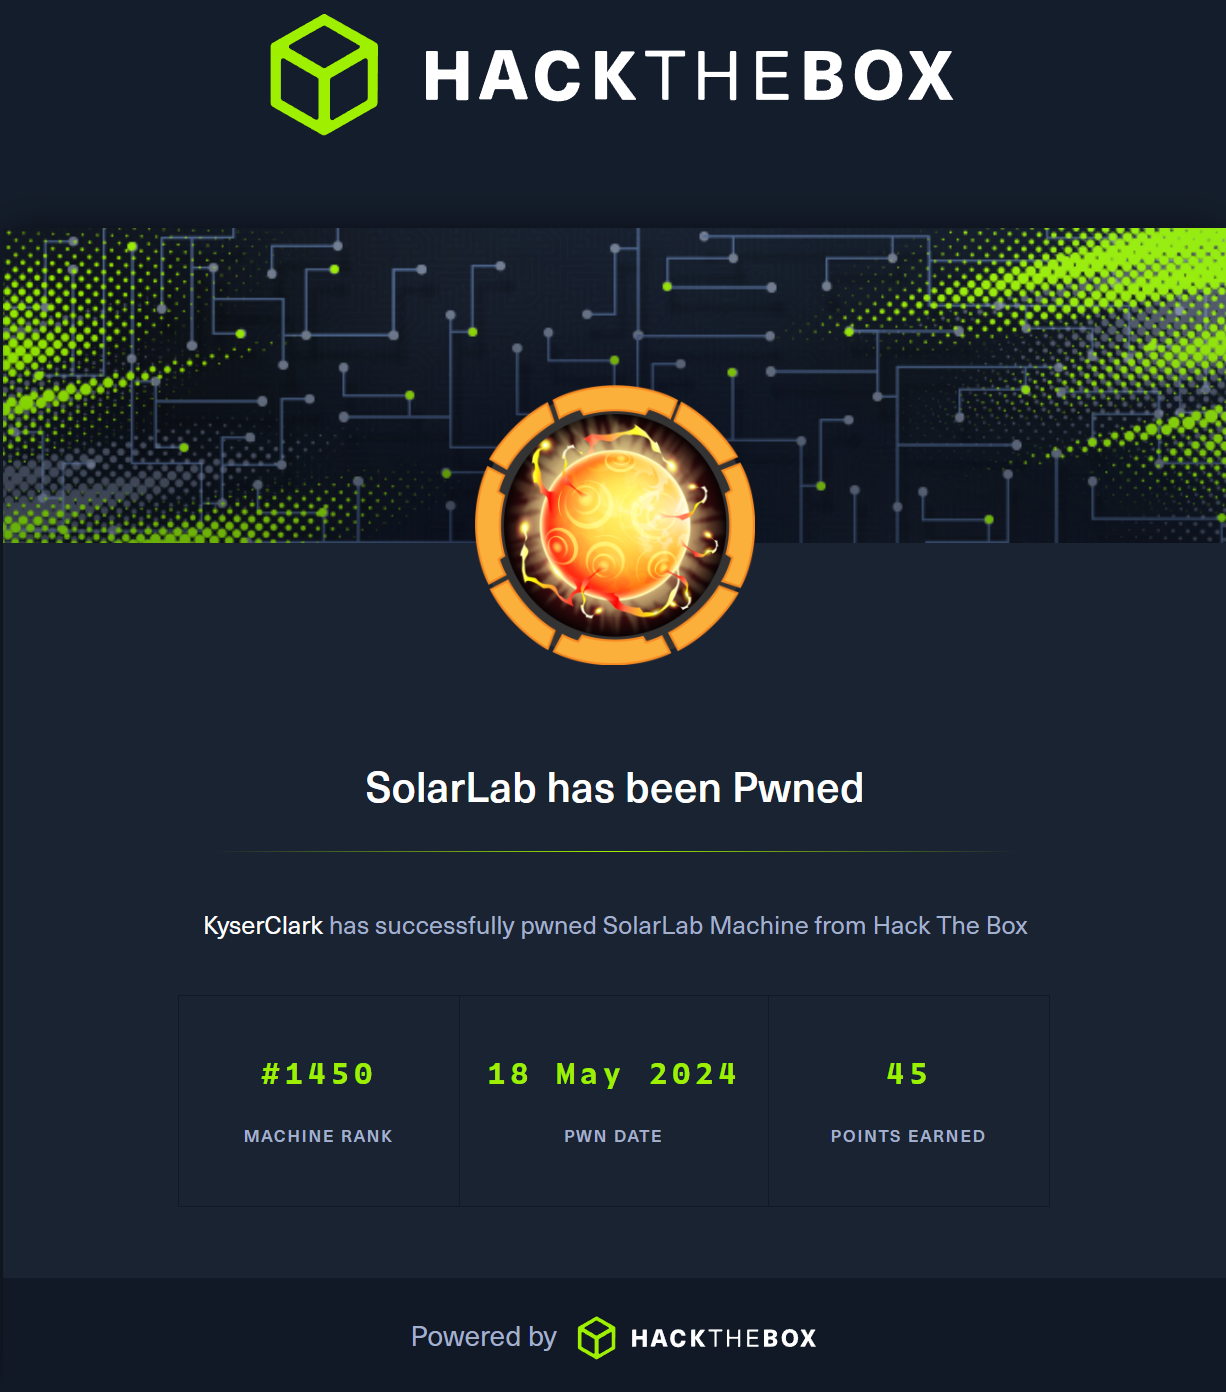 HACKTHEBOX
SolarLab has been Pwned
KyserClark has successfully pwned SolarLab Machine from Hack The Box
#1450
MACHINE RANK
18 May 2024
PWN DATE
45
POINTS EARNED
Powered by HACKTHEBOX